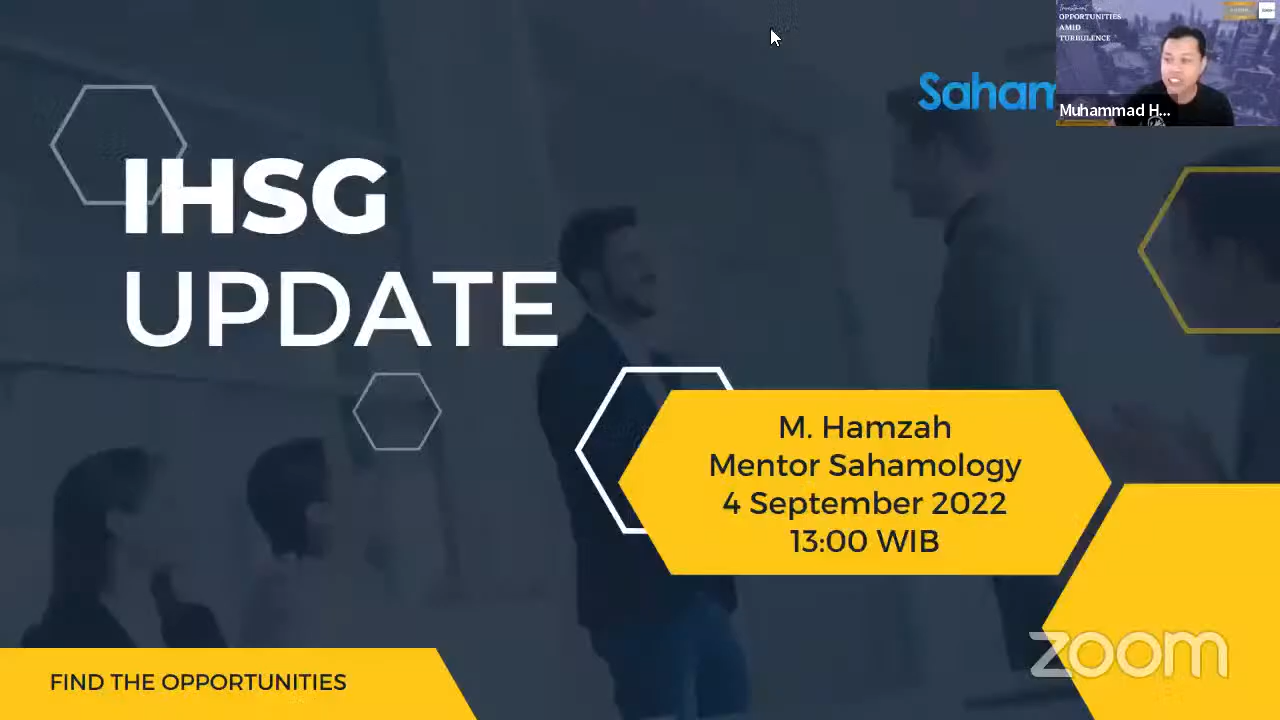 Investment
OPPORTUNITIES
AMID
TURBULENCE
Saham
Muhammad H...
IHSG
UPDATE
M. Hamzah
Mentor Sahamology
4 September 2022
13:00 WIB
zoom
FIND THE OPPORTUNITIES